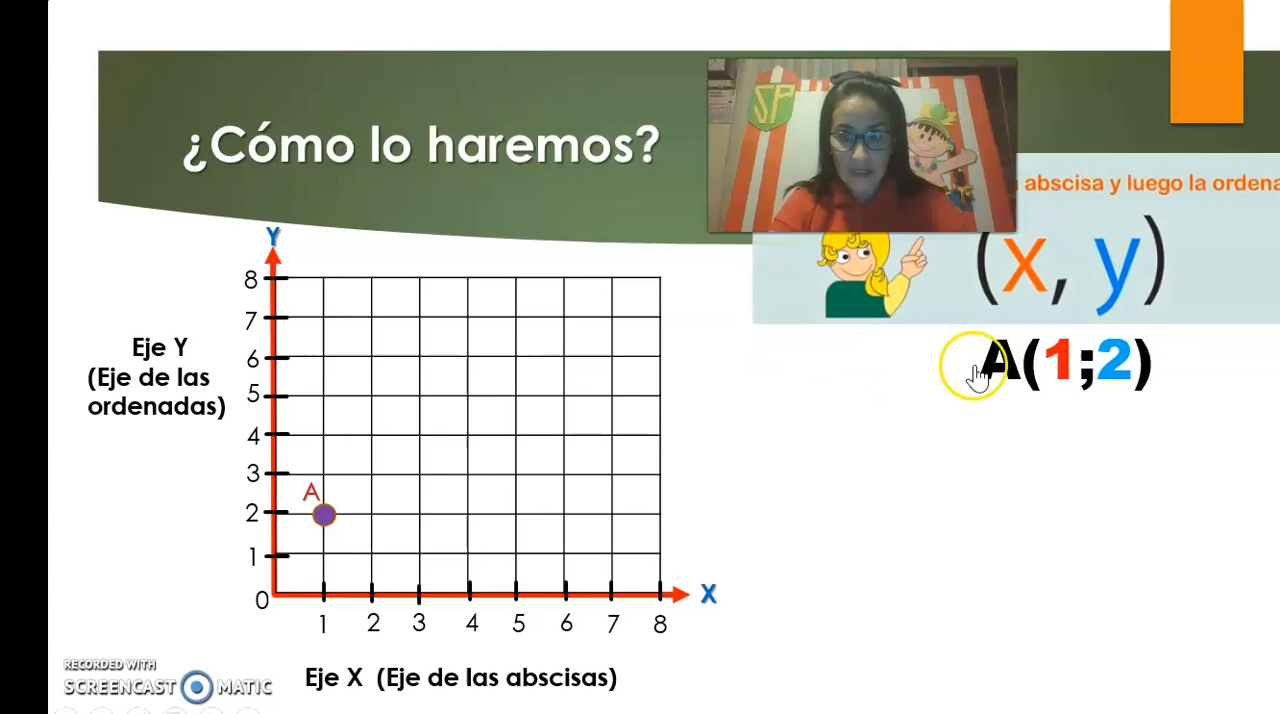 ¿Cómo lo haremos?
SP
abscisa y luego la ordena
(x, y)
A(1;2)
Y
8
7
6
5
4
3
2
1
0
Eje Y
(Eje de las
ordenadas)
A
X
1 2 3 4 5 6 7 8
Eje X (Eje de las abscisas)
RECORDED WITH
SCREENCAST MATIC